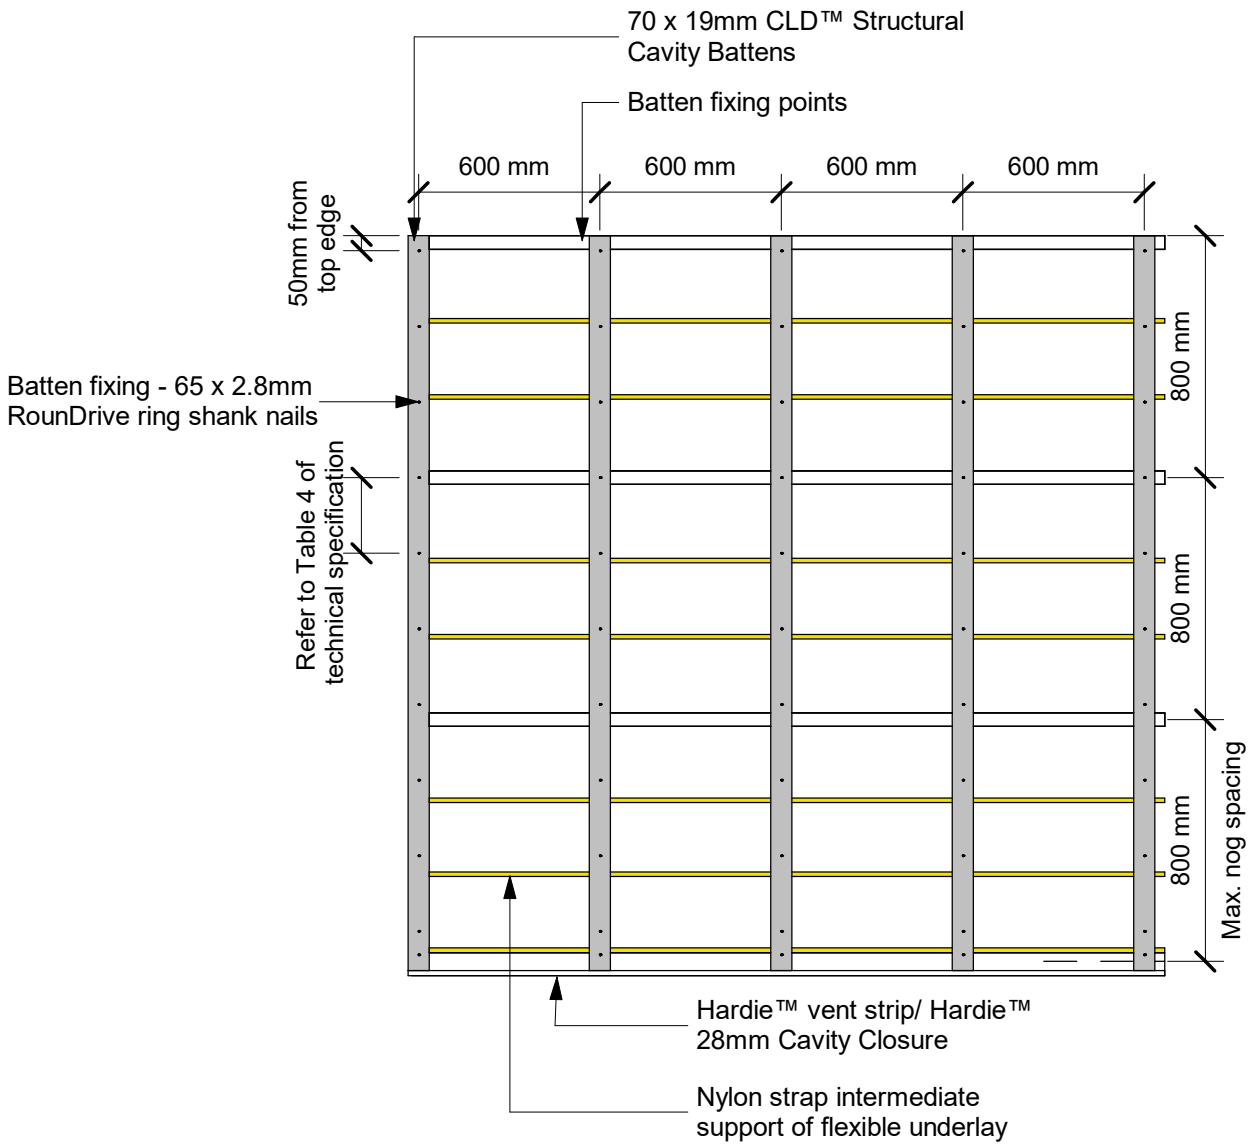 70 x 19mm CLD™ Structural
Cavity Battens
Batten fixing points
600 mm
600 mm
600 mm
600 mm
50mm from
top edge
800 mm
Batten fixing - 65 x 2.8mm
RounDrive ring shank nails
Refer to Table 4 of
technical specification
800 mm
800 mm
Max. nog spacing
Hardie™ vent strip/ Hardie™
28mm Cavity Closure
Nylon strap intermediate
support of flexible underlay